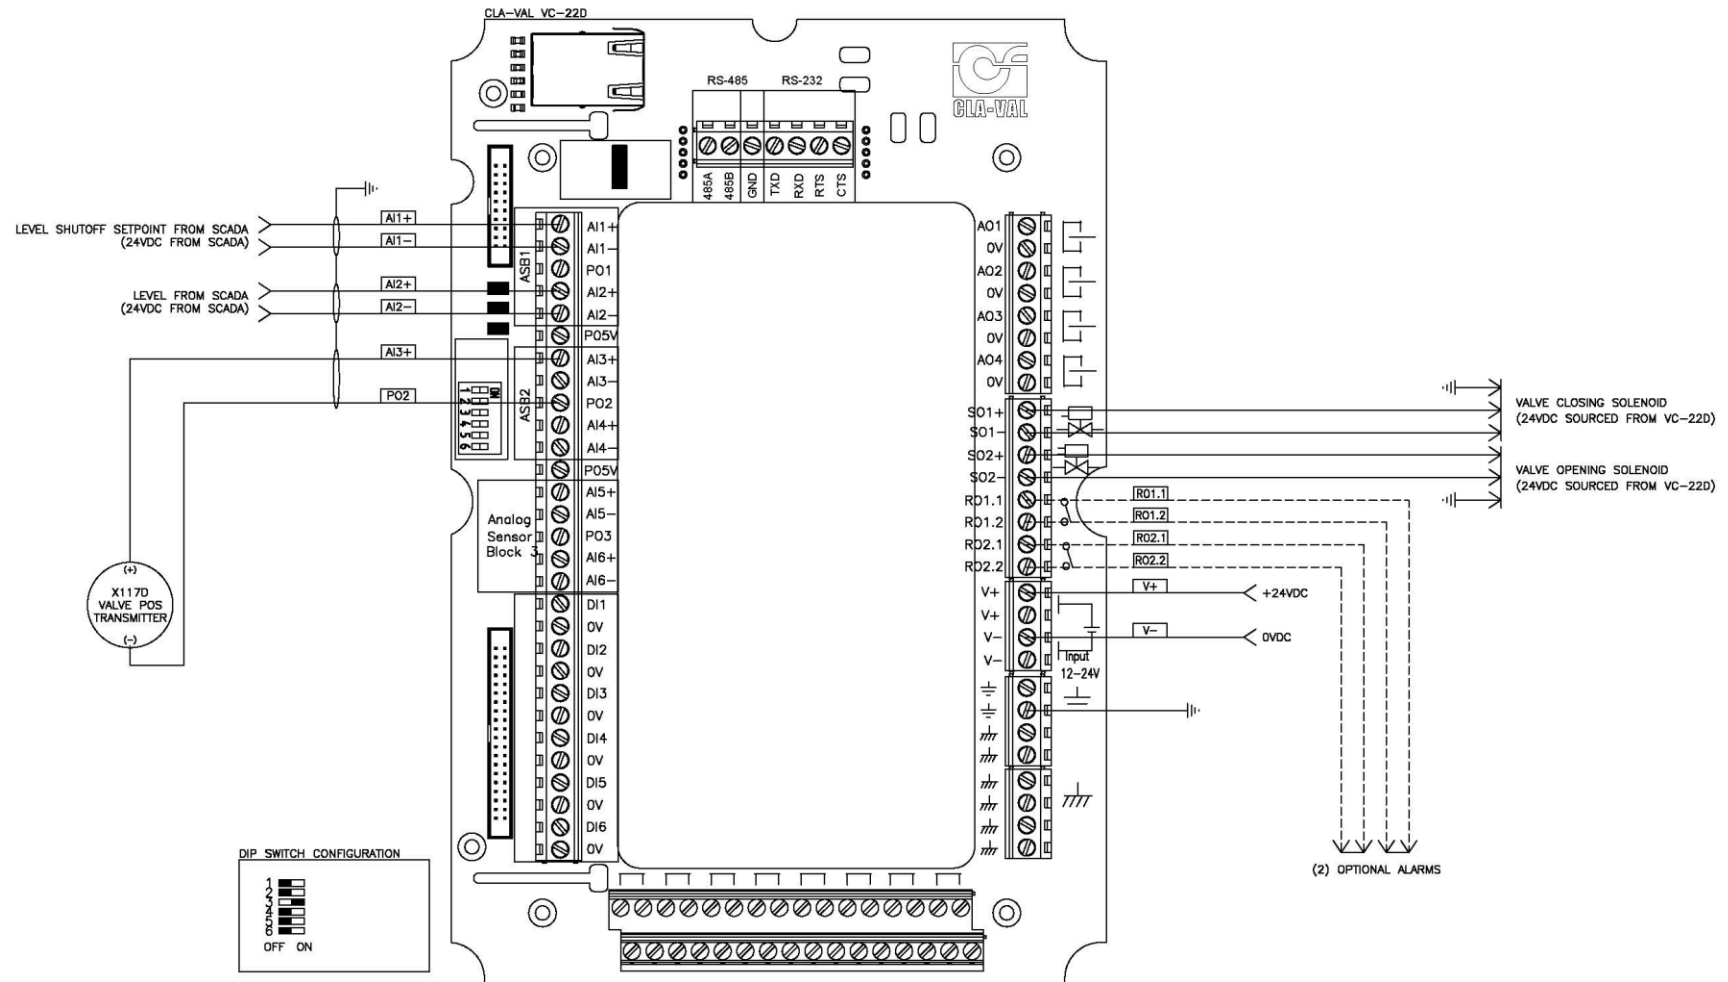 CLA-VAL VC-22D
CLA-VAL
RS-485
RS-232
485A
485B
GND
TXD
RXD
RTS
CTS
LEVEL SHUTOFF SETPOINT FROM SCADA
(24VDC FROM SCADA)
LEVEL FROM SCADA
(24VDC FROM SCADA)
AI1+
AI1-
AI2+
AI2-
AI3+
PO2
X117D
VALVE POS
TRANSMITTER
(+)
(-)
ON
1
2
3
4
5
6
ASB1
ASB2
Analog
Sensor
Block 3
AI1+
AI1-
PO1
AI2+
AI2-
PO5V
AI3+
AI3-
PO2
AI4+
AI4-
PO5V
AI5+
AI5-
PO3
AI6+
AI6-
DI1
0V
DI2
0V
DI3
0V
DI4
0V
DI5
0V
DI6
0V
AO1
0V
AO2
0V
AO3
0V
AO4
0V
SO1+
SO1-
SO2+
SO2-
RO1.1
RO1.2
RO2.1
RO2.2
V+
V+
V-
V-
Input
12-24V
RO1.1
RO1.2
RO2.1
RO2.2
V+
V-
+24VDC
0VDC
VALVE CLOSING SOLENOID
(24VDC SOURCED FROM VC-22D)
VALVE OPENING SOLENOID
(24VDC SOURCED FROM VC-22D)
(2) OPTIONAL ALARMS
DIP SWITCH CONFIGURATION
1
2
3
4
5
6
OFF ON